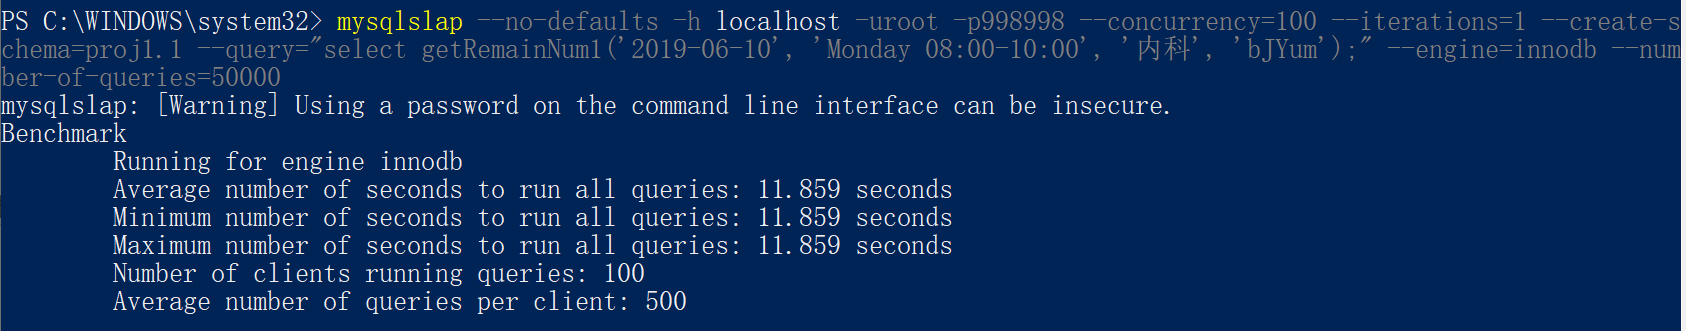 PS C:\WINDOWS\system32> mysqlslap --no-defaults -h localhost -uroot -p998998 --concurrency=100 --iterations=1 --create-s
chema=proj1.1 --query="select getRemainNum1('2019-06-10', 'Monday 08:00-10:00', '内科', 'bJYum');" --engine=innodb --num
ber-of-queries=50000
mysqlslap: [Warning] Using a password on the command line interface can be insecure.
Benchmark
Running for engine innodb
Average number of seconds to run all queries: 11.859 seconds
Minimum number of seconds to run all queries: 11.859 seconds
Maximum number of seconds to run all queries: 11.859 seconds
Number of clients running queries: 100
Average number of queries per client: 500